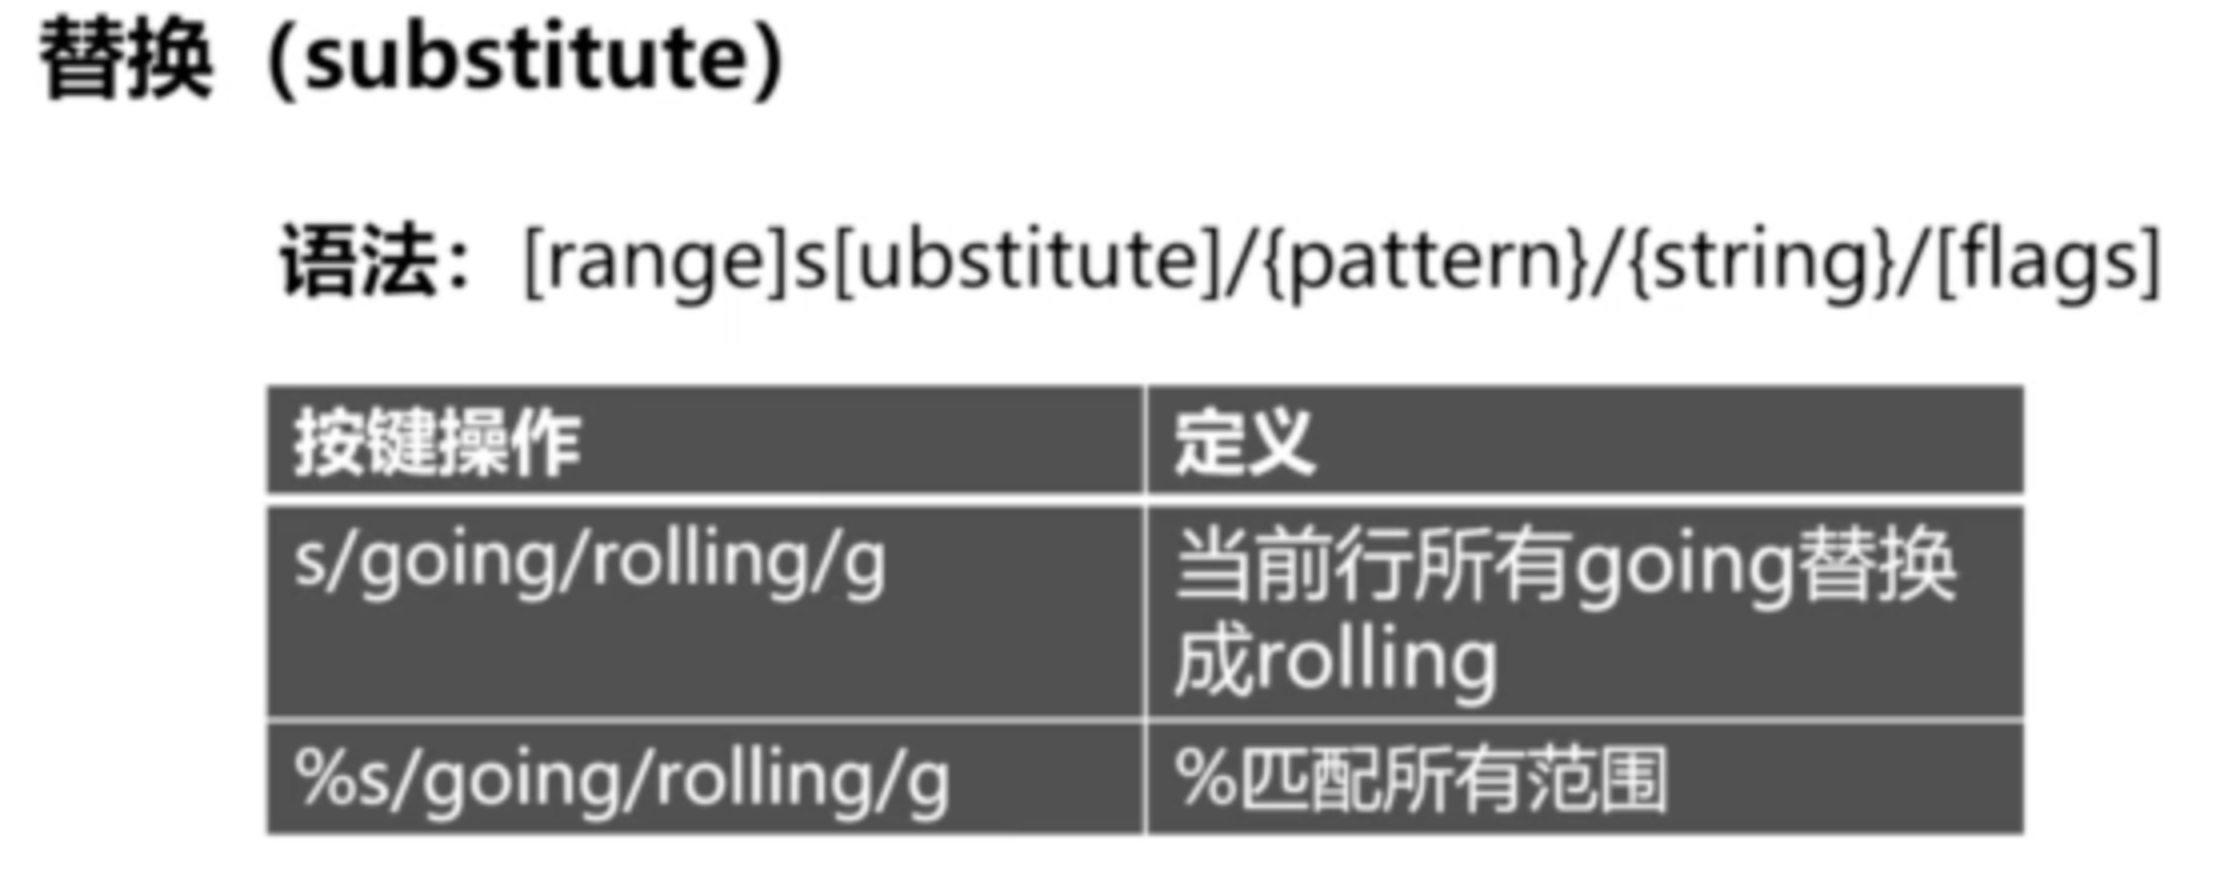 替换（substitute）
语法：[range]s[ubstitute]/{pattern}/{string}/[flags]
按键操作 定义
s/going/rolling/g 当前行所有going替换
成rolling
%s/going/rolling/g %匹配所有范围